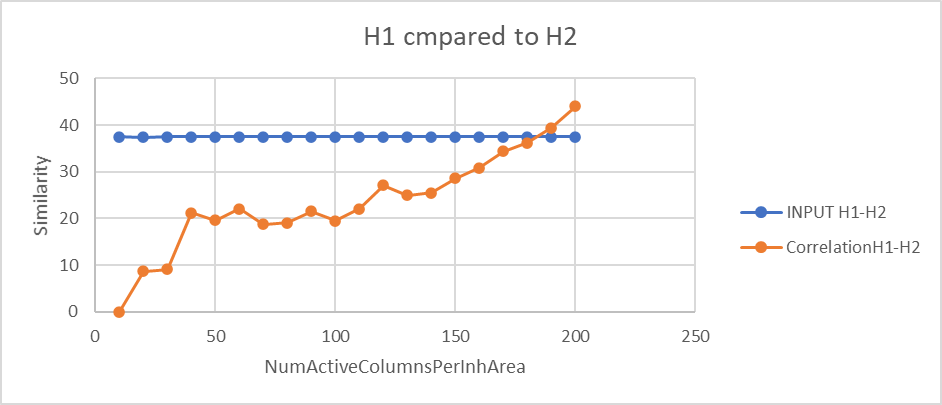 H1 cmpared to H2
50
40
30
20
10
0
Similarity
0 50 100 150 200 250
NumActiveColumnsPerInhArea
INPUT H1-H2
CorrelationH1-H2